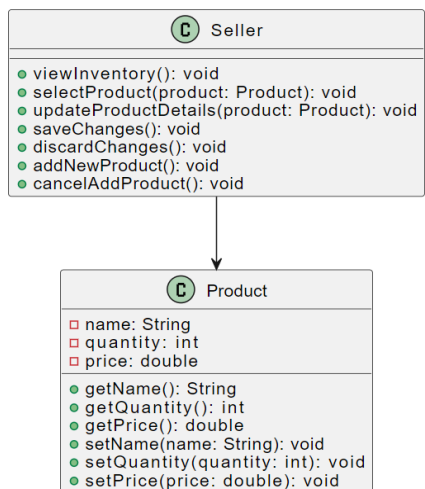 C Seller
viewInventory(): void
selectProduct(product: Product): void
updateProductDetails(product: Product): void
saveChanges(): void
discardChanges(): void
addNewProduct(): void
cancelAddProduct(): void
C Product
name: String
quantity: int
price: double
getName(): String
getQuantity(): int
getPrice(): double
setName(name: String): void
setQuantity(quantity: int): void
setPrice(price: double): void